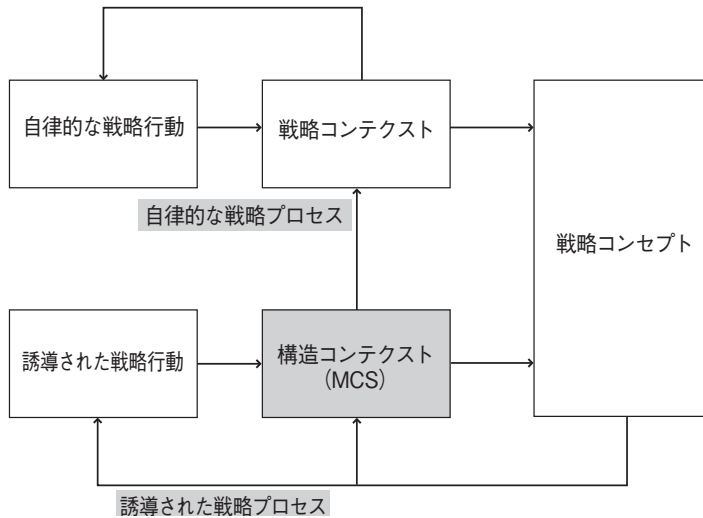 自律的な戦略行動
戦略コンテクスト
自律的な戦略プロセス
戦略コンセプト
誘導された戦略行動
構造コンテクスト
(MCS)
誘導された戦略プロセス